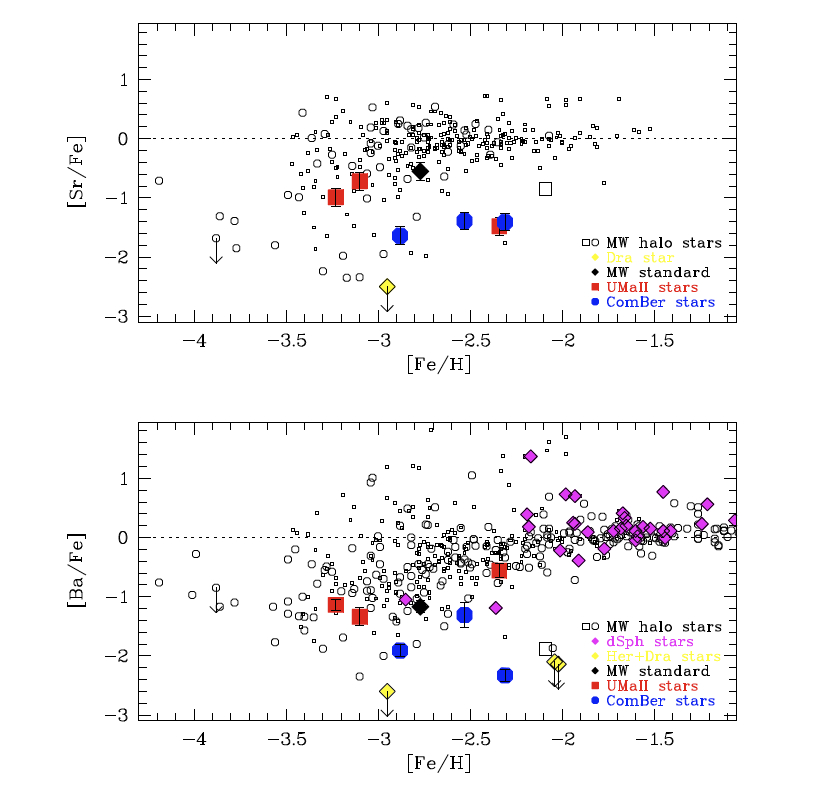 1
0
−1
−2
−3
[Sr/Fe]
MW halo stars
Dra star
MW standard
UMaII stars
ComBer stars
−4 −3.5 −3 −2.5 −2 −1.5
[Fe/H]
1
0
−1
−2
−3
[Ba/Fe]
MW halo stars
dSph stars
Her+Dra stars
MW standard
UMaII stars
ComBer stars
−4 −3.5 −3 −2.5 −2 −1.5
[Fe/H]